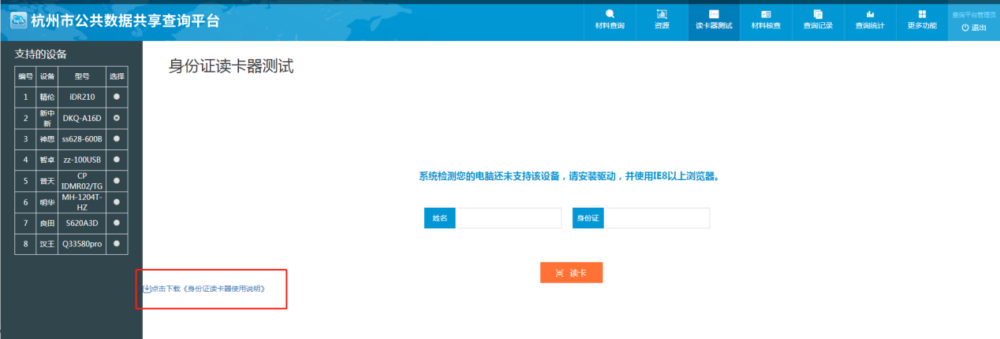 杭州市公共数据共享查询平台
材料查询
资源
读卡器测试
材料核查
查询记录
查询统计
更多功能
查询平台管理员
退出
支持的设备
编号 设备 型号 选择
1 精伦 iDR210
2 新中新 DKQ-A16D
3 神思 ss628-600B
4 智卓 zz-100USB
5 普天 CP IDMR02/TG
6 明华 MH-1204T-HZ
7 良田 S620A3D
8 汉王 Q33580pro
身份证读卡器测试
系统检测您的电脑还未支持该设备，请安装驱动，并使用IE8以上浏览器。
姓名
身份证
读卡
点击下载《身份证读卡器使用说明》